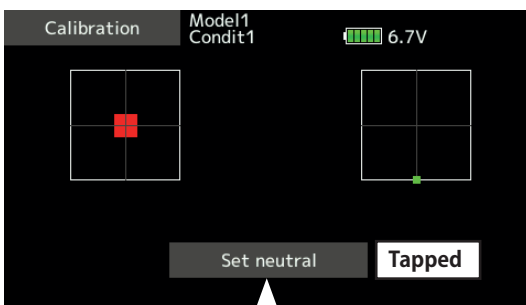 Calibration
Model1
Condit1
6.7V
Set neutral
Tapped